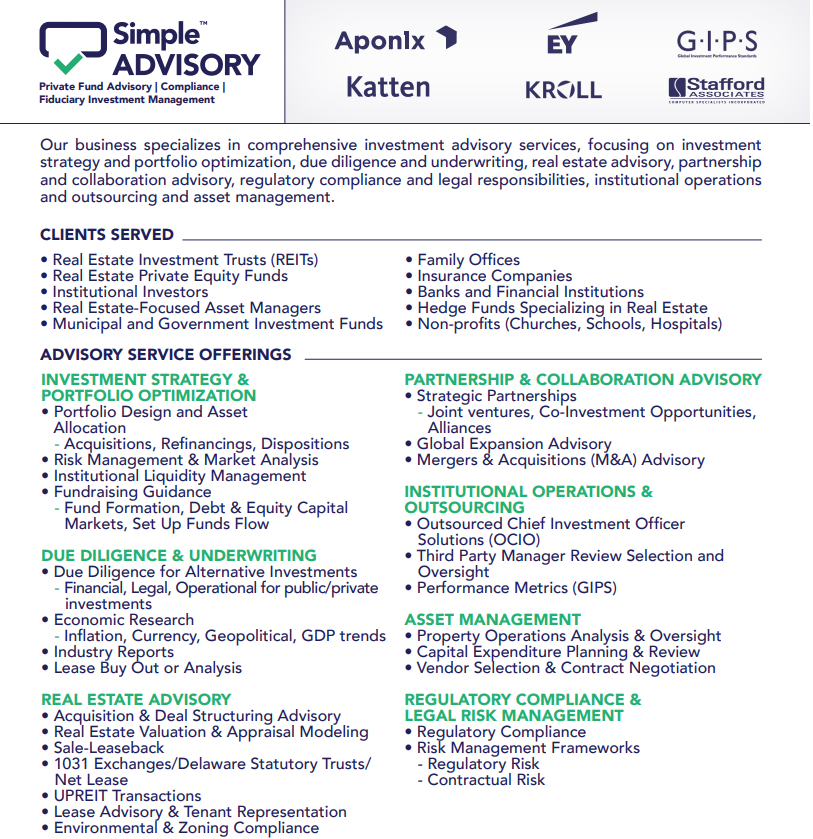 Simple™
ADVISORY
Private Fund Advisory | Compliance |
Fiduciary Investment Management
Aponix
EY
G·I·P·S
Global Investment Performance Standards
Katten
KROLL
Stafford
ASSOCIATES
COMPUTER SPECIALISTS INCORPORATED
Our business specializes in comprehensive investment advisory services, focusing on investment
strategy and portfolio optimization, due diligence and underwriting, real estate advisory, partnership
and collaboration advisory, regulatory compliance and legal responsibilities, institutional operations
and outsourcing and asset management.
CLIENTS SERVED
• Real Estate Investment Trusts (REITs)
• Real Estate Private Equity Funds
• Institutional Investors
• Real Estate-Focused Asset Managers
• Municipal and Government Investment Funds
• Family Offices
• Insurance Companies
• Banks and Financial Institutions
• Hedge Funds Specializing in Real Estate
• Non-profits (Churches, Schools, Hospitals)
ADVISORY SERVICE OFFERINGS
INVESTMENT STRATEGY &
PORTFOLIO OPTIMIZATION
• Portfolio Design and Asset
Allocation
- Acquisitions, Refinancings, Dispositions
• Risk Management & Market Analysis
• Institutional Liquidity Management
• Fundraising Guidance
- Fund Formation, Debt & Equity Capital
Markets, Set Up Funds Flow
DUE DILIGENCE & UNDERWRITING
• Due Diligence for Alternative Investments
- Financial, Legal, Operational for public/private
investments
• Economic Research
- Inflation, Currency, Geopolitical, GDP trends
• Industry Reports
• Lease Buy Out or Analysis
REAL ESTATE ADVISORY
• Acquisition & Deal Structuring Advisory
• Real Estate Valuation & Appraisal Modeling
• Sale-Leaseback
• 1031 Exchanges/Delaware Statutory Trusts/
Net Lease
• UPREIT Transactions
• Lease Advisory & Tenant Representation
• Environmental & Zoning Compliance
PARTNERSHIP & COLLABORATION ADVISORY
• Strategic Partnerships
- Joint ventures, Co-Investment Opportunities,
Alliances
• Global Expansion Advisory
• Mergers & Acquisitions (M&A) Advisory
INSTITUTIONAL OPERATIONS &
OUTSOURCING
• Outsourced Chief Investment Officer
Solutions (OCIO)
• Third Party Manager Review Selection and
Oversight
• Performance Metrics (GIPS)
ASSET MANAGEMENT
• Property Operations Analysis & Oversight
• Capital Expenditure Planning & Review
• Vendor Selection & Contract Negotiation
REGULATORY COMPLIANCE &
LEGAL RISK MANAGEMENT
• Regulatory Compliance
• Risk Management Frameworks
- Regulatory Risk
- Contractual Risk